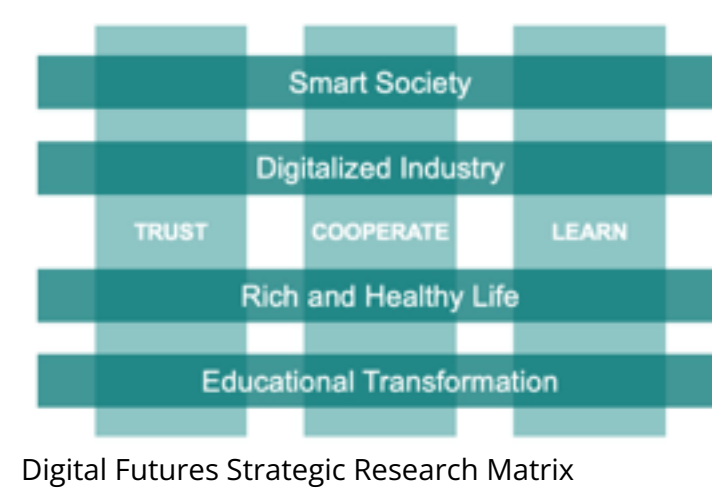 Smart Society
Digitalized Industry
TRUST COOPERATE LEARN
Rich and Healthy Life
Educational Transformation
Digital Futures Strategic Research Matrix